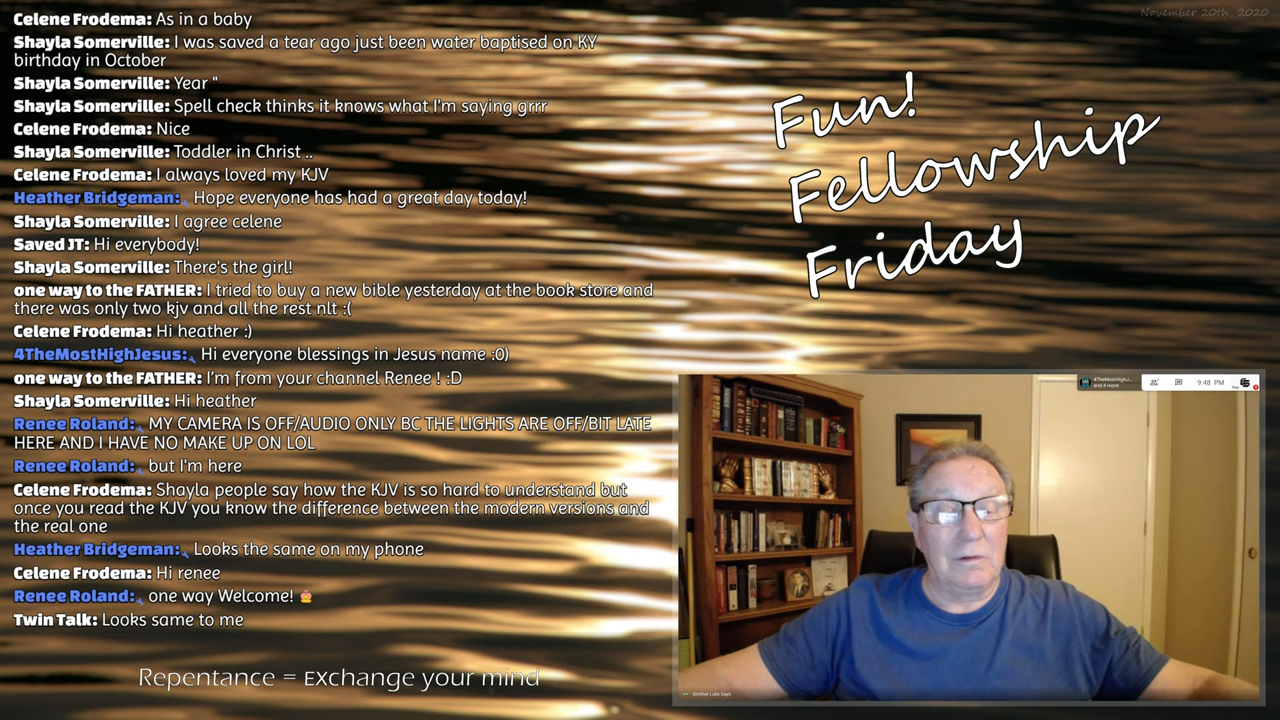 November 20th, 2020
Celene Frodema: As in a baby
Shayla Somerville: I was saved a tear ago just been water baptised on KY
birthday in October
Shayla Somerville: Year "
Shayla Somerville: Spell check thinks it knows what I'm saying grrr
Celene Frodema: Nice
Shayla Somerville: Toddler in Christ ..
Celene Frodema: I always loved my KJV
Heather Bridgeman: Hope everyone has had a great day today!
Shayla Somerville: I agree celene
Saved JT: Hi everybody!
Shayla Somerville: There's the girl!
one way to the FATHER: I tried to buy a new bible yesterday at the book store and
there was only two kjv and all the rest nlt :(
Celene Frodema: Hi heather :)
4TheMostHighJesus: Hi everyone blessings in Jesus name :0)
one way to the FATHER: I'm from your channel Renee ! :D
Shayla Somerville: Hi heather
Renee Roland: MY CAMERA IS OFF/AUDIO ONLY BC THE LIGHTS ARE OFF/BIT LATE
HERE AND I HAVE NO MAKE UP ON LOL
Renee Roland: but I'm here
Celene Frodema: Shayla people say how the KJV is so hard to understand but
once you read the KJV you know the difference between the modern versions and
the real one
Heather Bridgeman: Looks the same on my phone
Celene Frodema: Hi renee
Renee Roland: one way Welcome!
Twin Talk: Looks same to me
Repentance = EXchange your mind
Fun!
Fellowship
Friday
4TheMostHighJ...
and 4 more
9:48 PM
You
Brother Luke Says